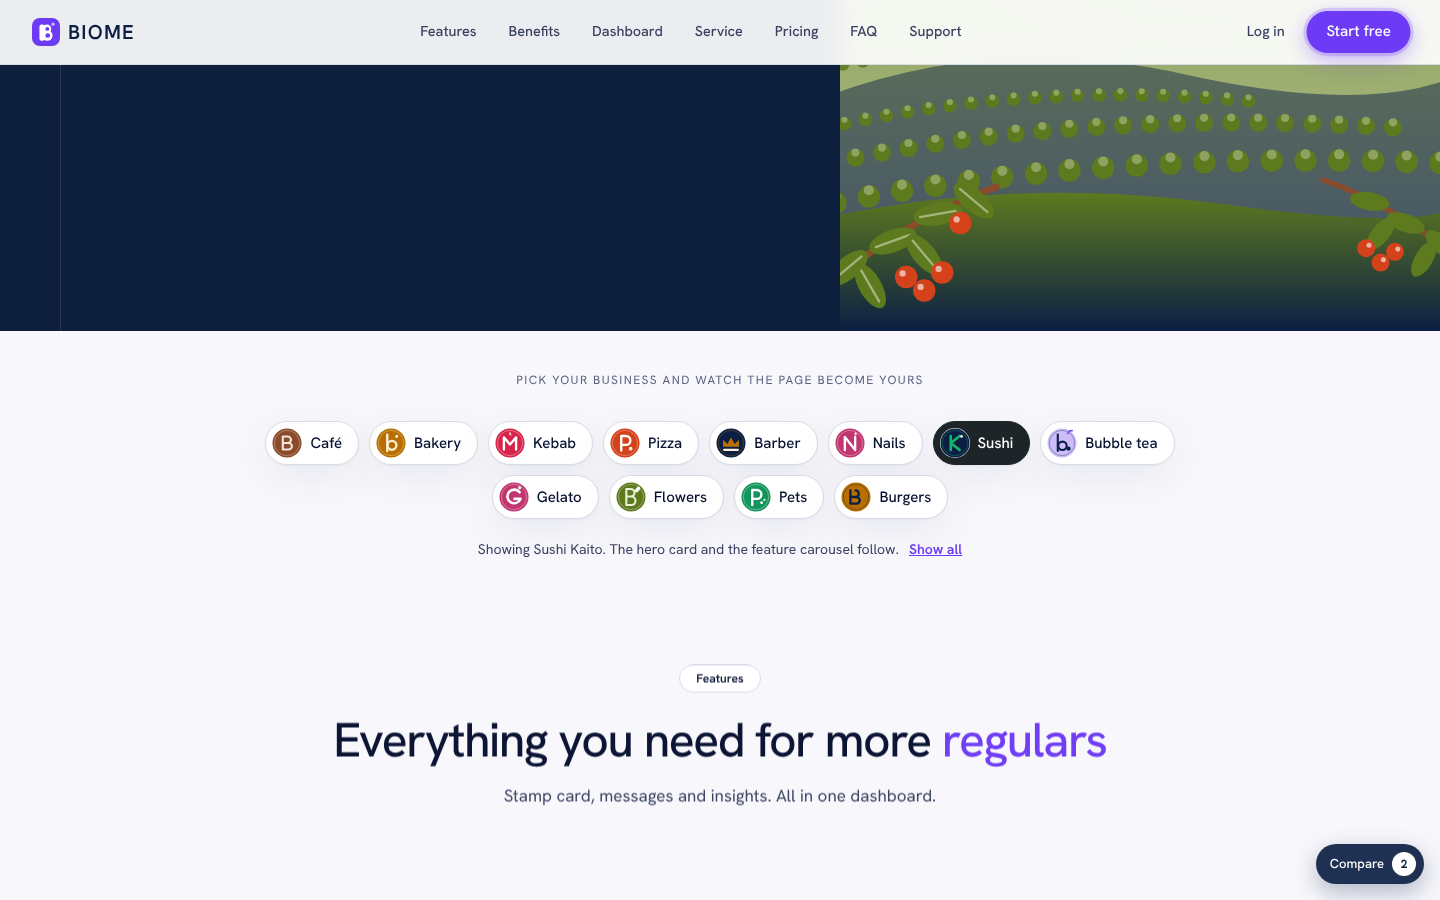 BIOME
Features
Benefits
Dashboard
Service
Pricing
FAQ
Support
Log in
Start free
PICK YOUR BUSINESS AND WATCH THE PAGE BECOME YOURS
B Café
b Bakery
M Kebab
P Pizza
Barber
N Nails
K Sushi
b Bubble tea
G Gelato
B Flowers
P Pets
B Burgers
Showing Sushi Kaito. The hero card and the feature carousel follow. Show all
Features
Everything you need for more regulars
Stamp card, messages and insights. All in one dashboard.
Compare 2